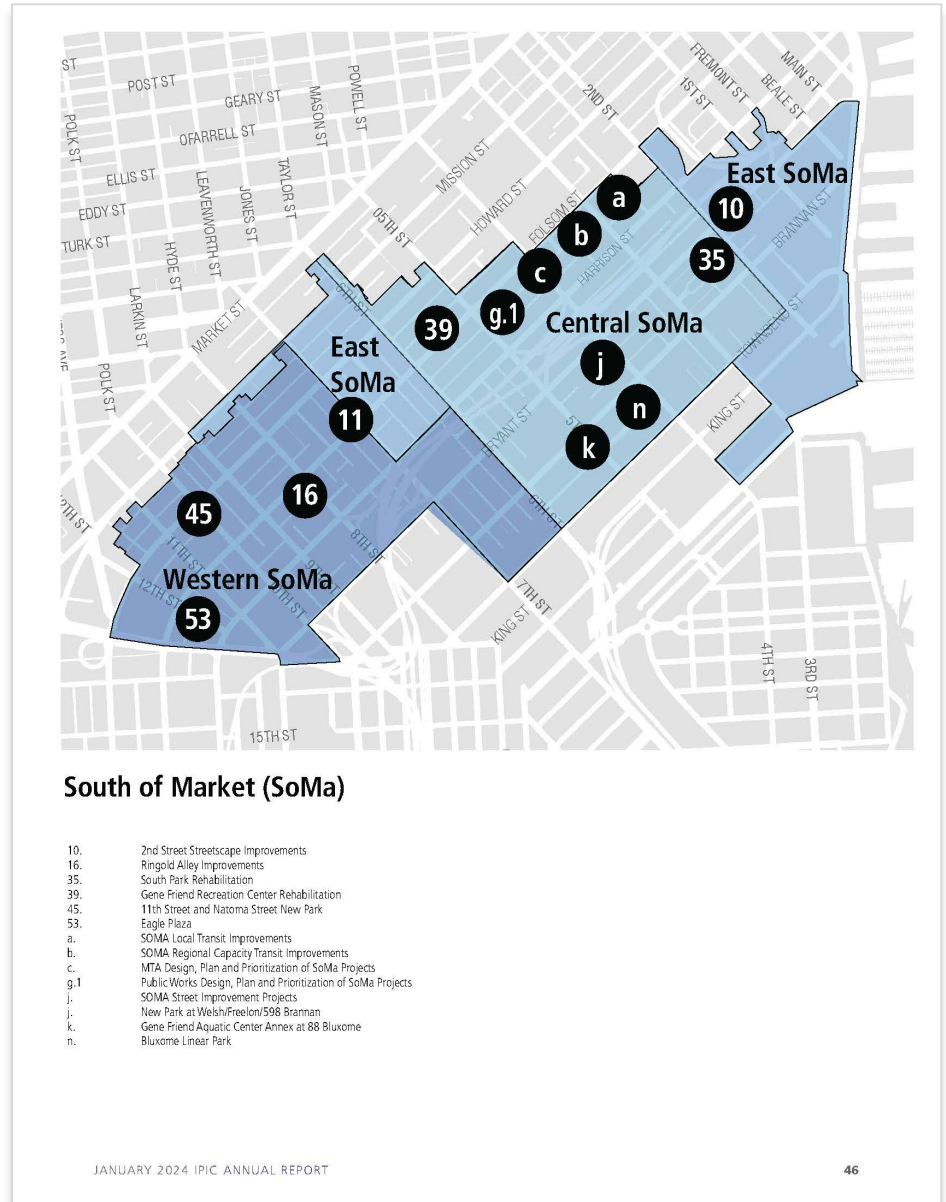 ST
POST ST
GEARY ST
OFARRELL ST
POLK ST
ELLIS ST
EDDY ST
TURK ST
LEAVENWORTH ST
HYDE ST
JONES ST
TAYLOR ST
MASON ST
POWELL ST
LARKIN ST
POLK ST
MARKET ST
05TH ST
MISSION ST
HOWARD ST
FOLSOM ST
HARRISON ST
2ND ST
1ST ST
FREMONT ST
MAIN ST
BEALE ST
BRANNAN ST
TOWNSEND ST
KING ST
6TH ST
8TH ST
11TH ST
12TH ST
6TH ST
7TH ST
KING ST
4TH ST
3RD ST
15TH ST
East SoMa
10
35
a
b
c
g.1
39
Central SoMa
j
n
k
East
SoMa
11
16
45
Western SoMa
53
South of Market (SoMa)
10. 2nd Street Streetscape Improvements
16. Ringold Alley Improvements
35. South Park Rehabilitation
39. Gene Friend Recreation Center Rehabilitation
45. 11th Street and Natoma Street New Park
53. Eagle Plaza
a. SOMA Local Transit Improvements
b. SOMA Regional Capacity Transit Improvements
c. MTA Design, Plan and Prioritization of SoMa Projects
g.1 Public Works Design, Plan and Prioritization of SoMa Projects
j. SOMA Street Improvement Projects
j. New Park at Welsh/Freelon/598 Brannan
k. Gene Friend Aquatic Center Annex at 88 Bluxome
n. Bluxome Linear Park
JANUARY 2024 IPIC ANNUAL REPORT
46